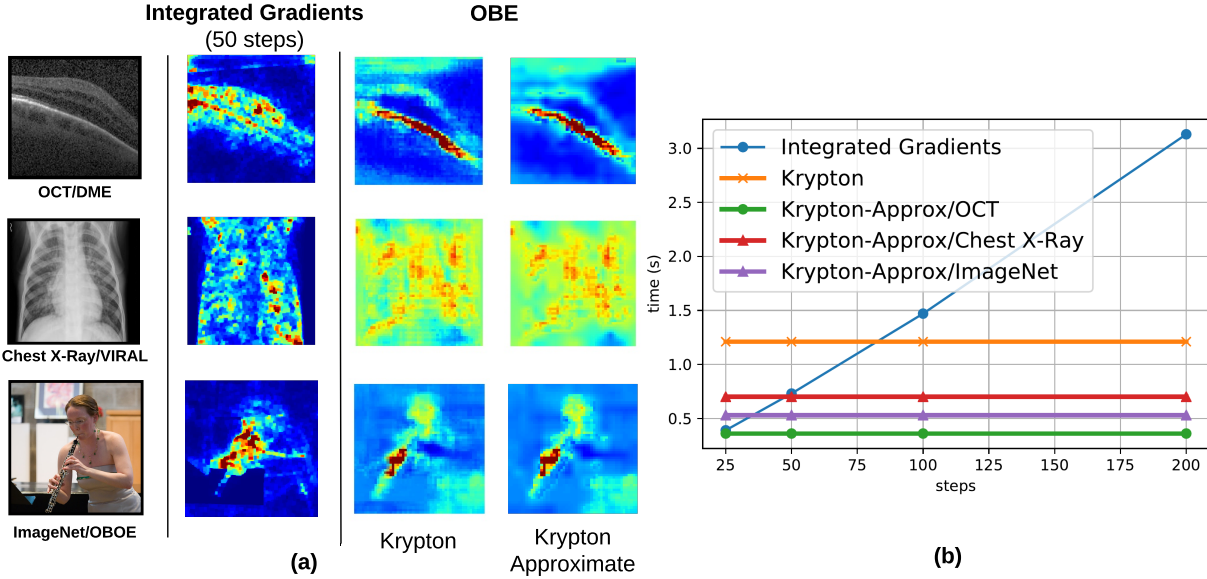 Integrated Gradients
(50 steps)
OBE
OCT/DME
Chest X-Ray/VIRAL
ImageNet/OBOE
Krypton
Krypton
Approximate
(a)
Integrated Gradients
Krypton
Krypton-Approx/OCT
Krypton-Approx/Chest X-Ray
Krypton-Approx/ImageNet
time (s)
3.0
2.5
2.0
1.5
1.0
0.5
25 50 75 100 125 150 175 200
steps
(b)